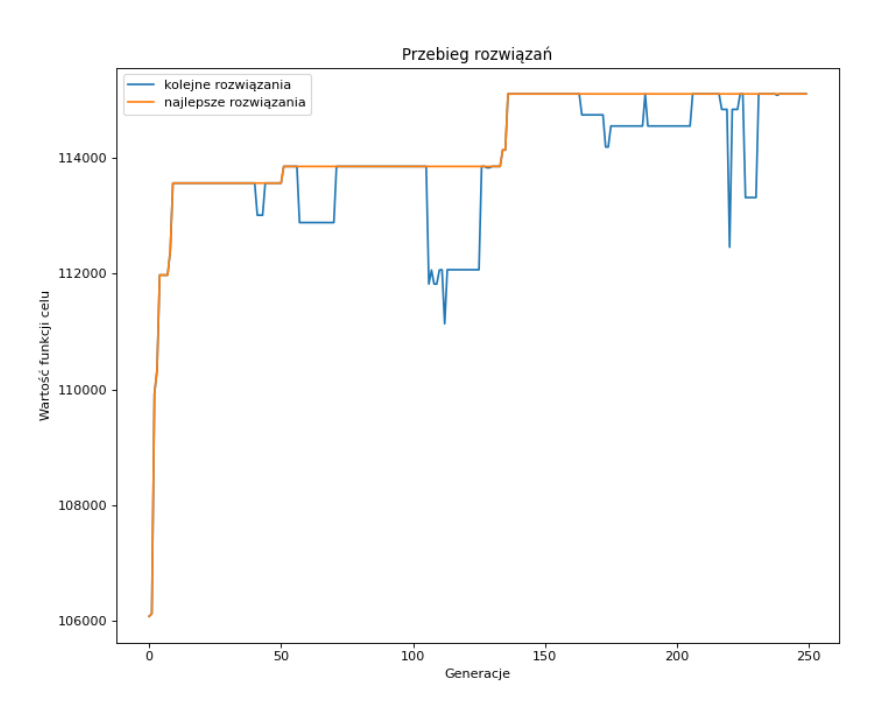 Przebieg rozwiązań
kolejne rozwiązania
najlepsze rozwiązania
Wartość funkcji celu
114000
112000
110000
108000
106000
0 50 100 150 200 250
Generacje